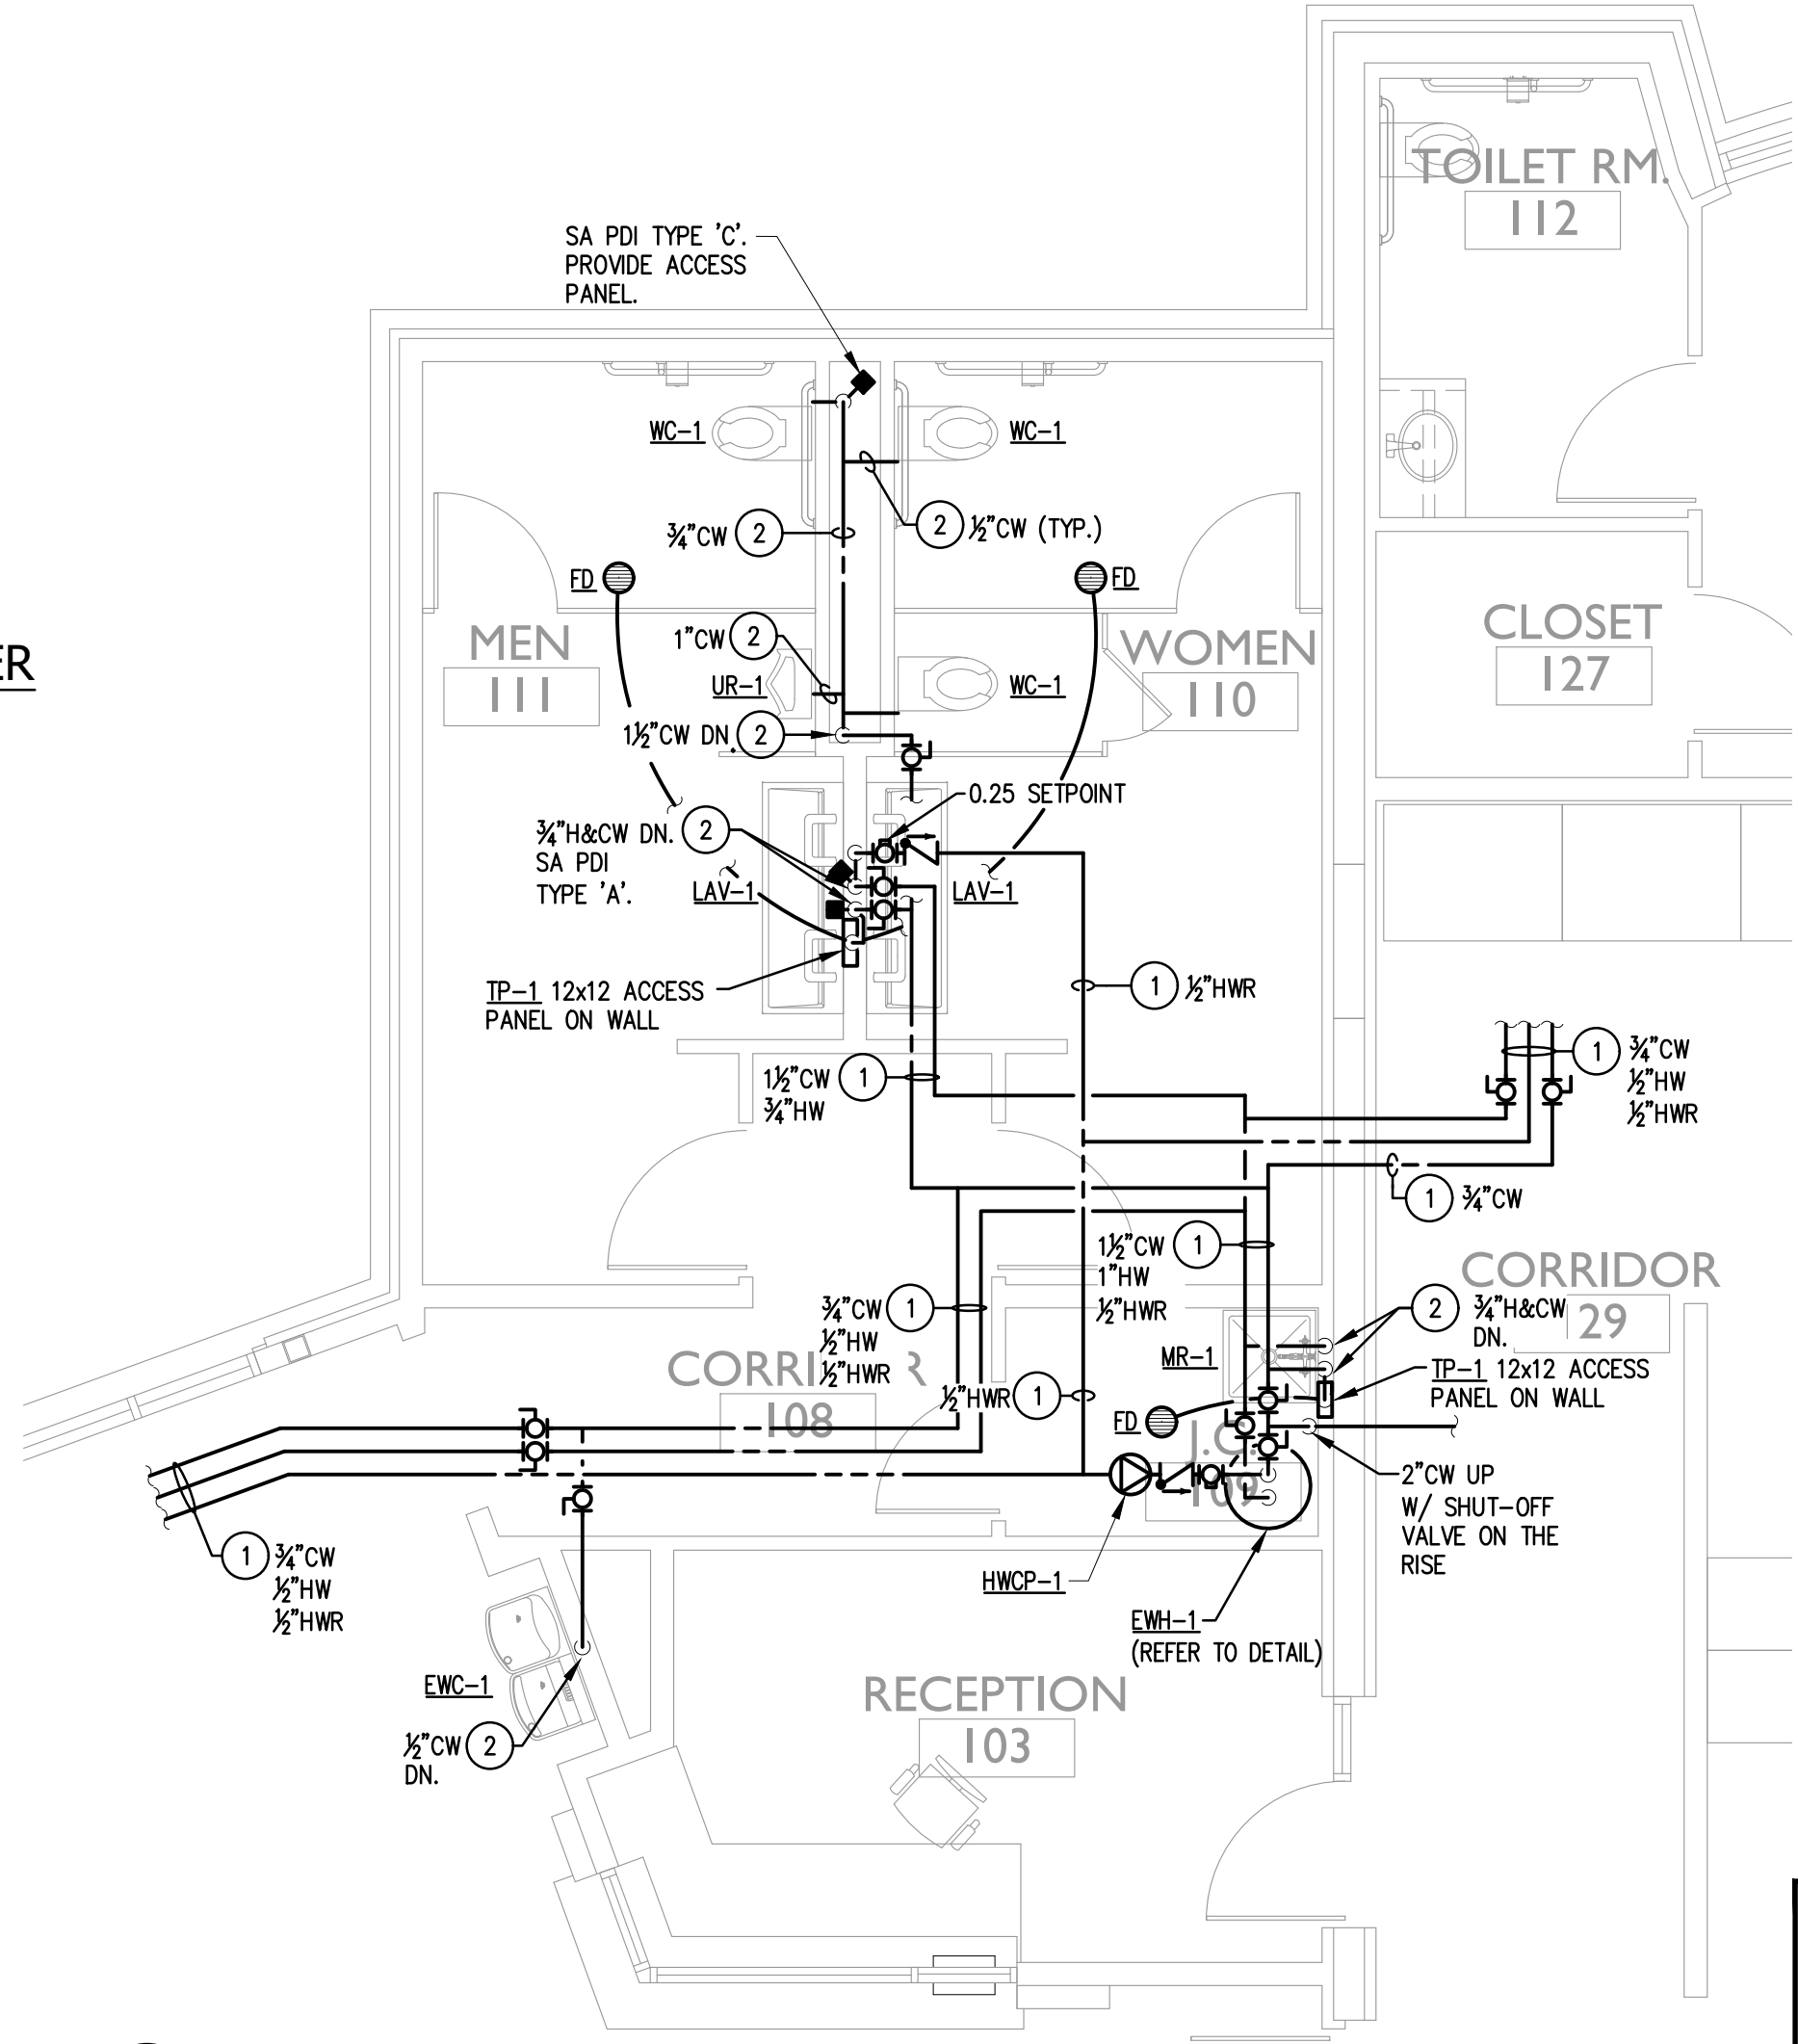 TOILET RM.
112
SA PDI TYPE 'C'.
PROVIDE ACCESS
PANEL.
WC-1
WC-1
¾"CW
2
2
½"CW (TYP.)
FD
FD
MEN
111
1"CW
2
WOMEN
110
CLOSET
127
ER
UR-1
WC-1
1½"CW DN.
2
0.25 SETPOINT
¾"H&CW DN.
2
SA PDI
TYPE 'A'.
LAV-1
LAV-1
TP-1 12x12 ACCESS
PANEL ON WALL
1
½"HWR
1½"CW
1
¾"HW
1
¾"CW
½"HW
½"HWR
1
¾"CW
1½"CW
1
1"HW
½"HWR
CORRIDOR
29
¾"CW
1
½"HW
½"HWR
2
¾"H&CW
DN.
CORRI R
108
MR-1
TP-1 12x12 ACCESS
PANEL ON WALL
½"HWR
1
FD
J.C.
109
2"CW UP
W/ SHUT-OFF
VALVE ON THE
RISE
1
¾"CW
½"HW
½"HWR
HWCP-1
EWH-1
(REFER TO DETAIL)
EWC-1
RECEPTION
103
½"CW
2
DN.